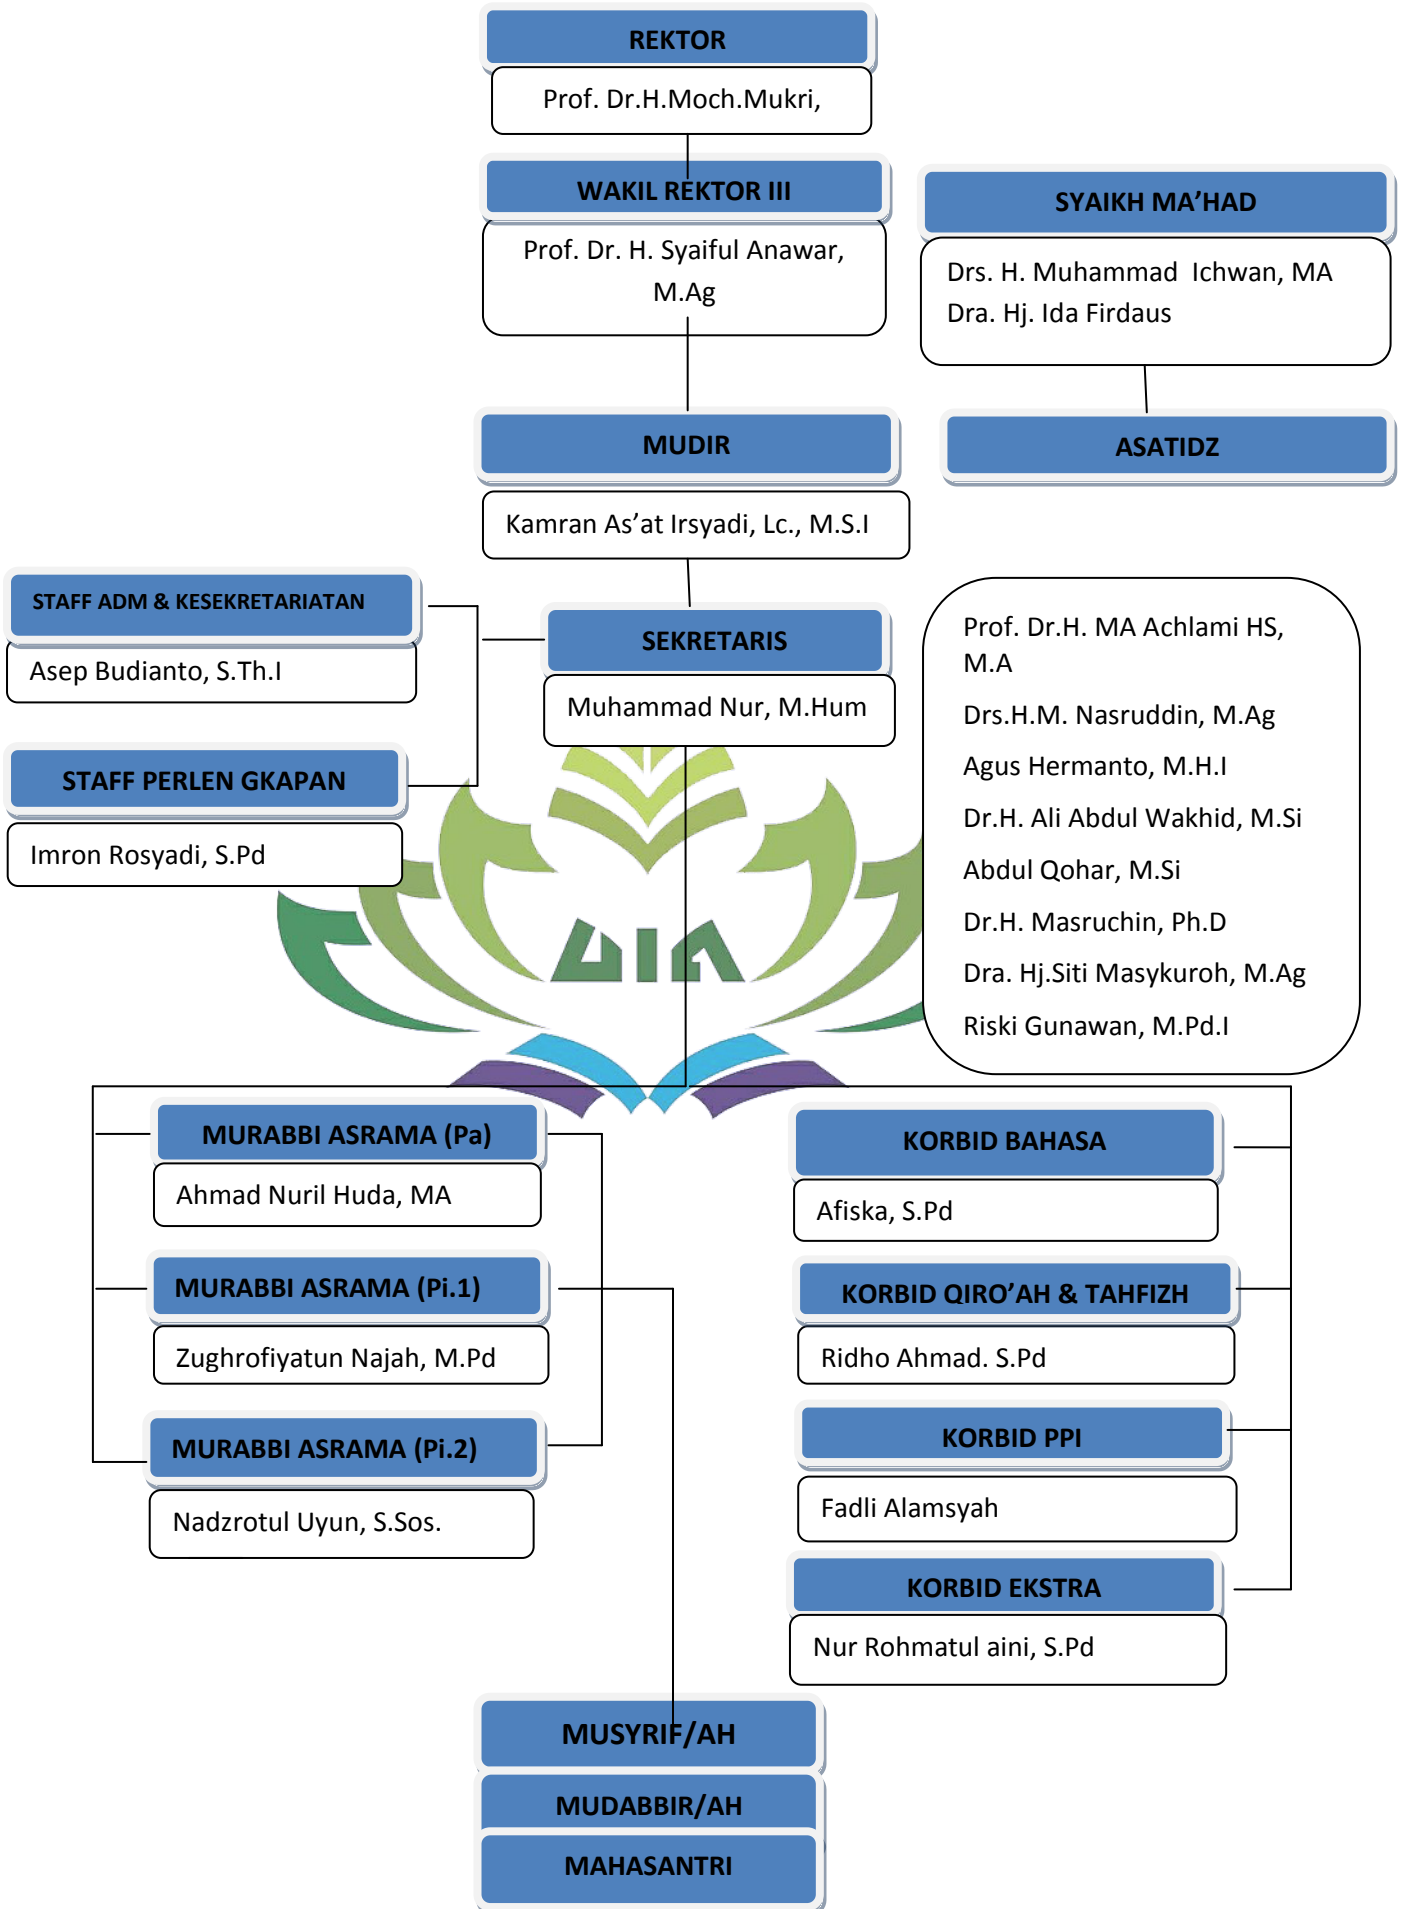 REKTOR
Prof. Dr.H.Moch.Mukri,
WAKIL REKTOR III
Prof. Dr. H. Syaiful Anawar,
M.Ag
SYAIKH MA’HAD
Drs. H. Muhammad  Ichwan, MA
Dra. Hj. Ida Firdaus
MUDIR
Kamran As’at Irsyadi, Lc., M.S.I
ASATIDZ
Prof. Dr.H. MA Achlami HS,
M.A
Drs.H.M. Nasruddin, M.Ag
Agus Hermanto, M.H.I
Dr.H. Ali Abdul Wakhid, M.Si
Abdul Qohar, M.Si
Dr.H. Masruchin, Ph.D
Dra. Hj.Siti Masykuroh, M.Ag
Riski Gunawan, M.Pd.I
STAFF ADM & KESEKRETARIATAN
Asep Budianto, S.Th.I
SEKRETARIS
Muhammad Nur, M.Hum
STAFF PERLEN GKAPAN
Imron Rosyadi, S.Pd
UIN
MURABBI ASRAMA (Pa)
Ahmad Nuril Huda, MA
MURABBI ASRAMA (Pi.1)
Zughrofiyatun Najah, M.Pd
MURABBI ASRAMA (Pi.2)
Nadzrotul Uyun, S.Sos.
KORBID BAHASA
Afiska, S.Pd
KORBID QIRO’AH & TAHFIZH
Ridho Ahmad. S.Pd
KORBID PPI
Fadli Alamsyah
KORBID EKSTRA
Nur Rohmatul aini, S.Pd
MUSYRIF/AH
MUDABBIR/AH
MAHASANTRI